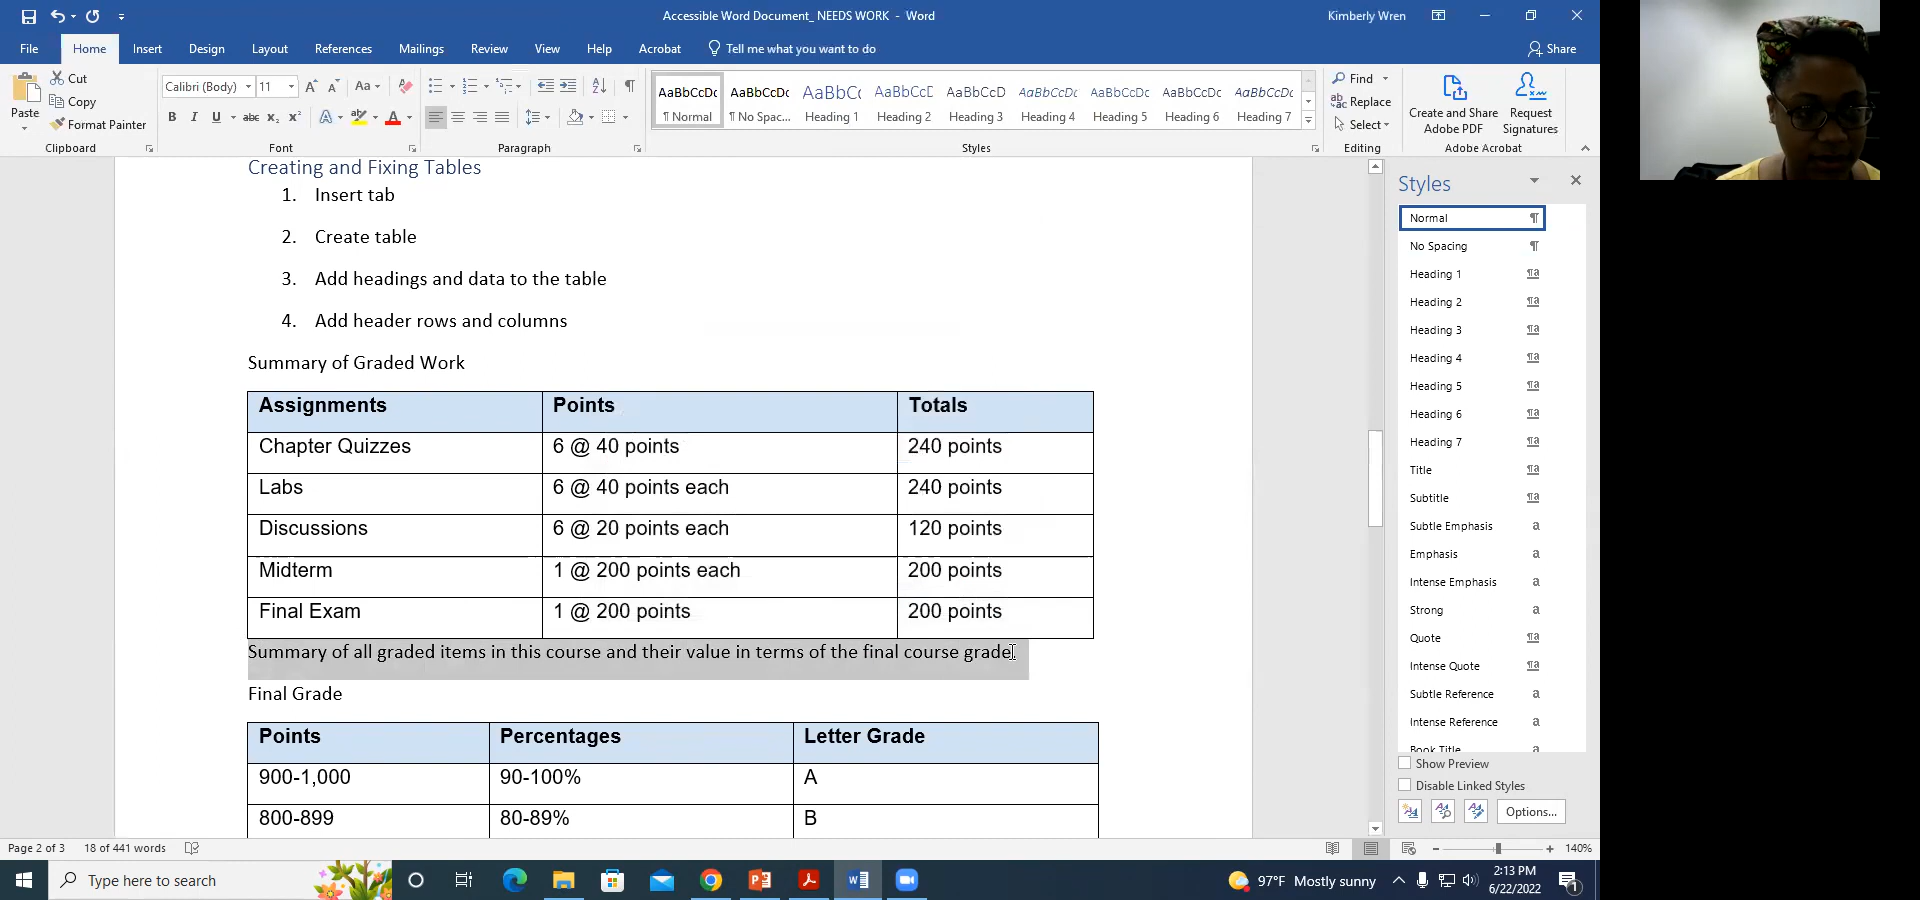 Accessible Word Document_ NEEDS WORK - Word
Kimberly Wren
File Home Insert Design Layout References Mailings Review View Help Acrobat Tell me what you want to do Share
Paste
Cut
Copy
Format Painter
Clipboard
Calibri (Body) 11
Font
Paragraph
AaBbCcDc AaBbCcDc AaBbCc AaBbCcD AaBbCcD AaBbCcDc AaBbCcDc AaBbCcDc AaBbCcDc
¶ Normal ¶ No Spac... Heading 1 Heading 2 Heading 3 Heading 4 Heading 5 Heading 6 Heading 7
Styles
Find
Replace
Select
Editing
Create and Share
Adobe PDF
Request
Signatures
Adobe Acrobat
Creating and Fixing Tables
1. Insert tab
2. Create table
3. Add headings and data to the table
4. Add header rows and columns
Summary of Graded Work
Assignments Points Totals
Chapter Quizzes 6 @ 40 points 240 points
Labs 6 @ 40 points each 240 points
Discussions 6 @ 20 points each 120 points
Midterm 1 @ 200 points each 200 points
Final Exam 1 @ 200 points 200 points
Summary of all graded items in this course and their value in terms of the final course grade.
Final Grade
Points Percentages Letter Grade
900-1,000 90-100% A
800-899 80-89% B
Styles
Normal
No Spacing
Heading 1
Heading 2
Heading 3
Heading 4
Heading 5
Heading 6
Heading 7
Title
Subtitle
Subtle Emphasis
Emphasis
Intense Emphasis
Strong
Quote
Intense Quote
Subtle Reference
Intense Reference
Book Title
Show Preview
Disable Linked Styles
Options...
Page 2 of 3 18 of 441 words
140%
Type here to search
97°F Mostly sunny
2:13 PM
6/22/2022
1